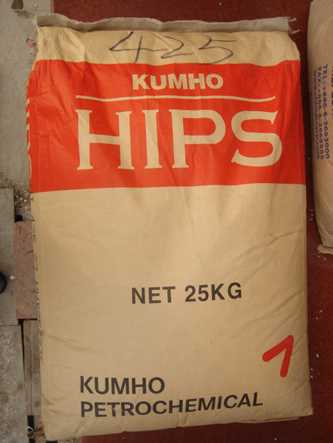 425
KUMHO
HIPS
NET 25KG
KUMHO
PETROCHEMICAL